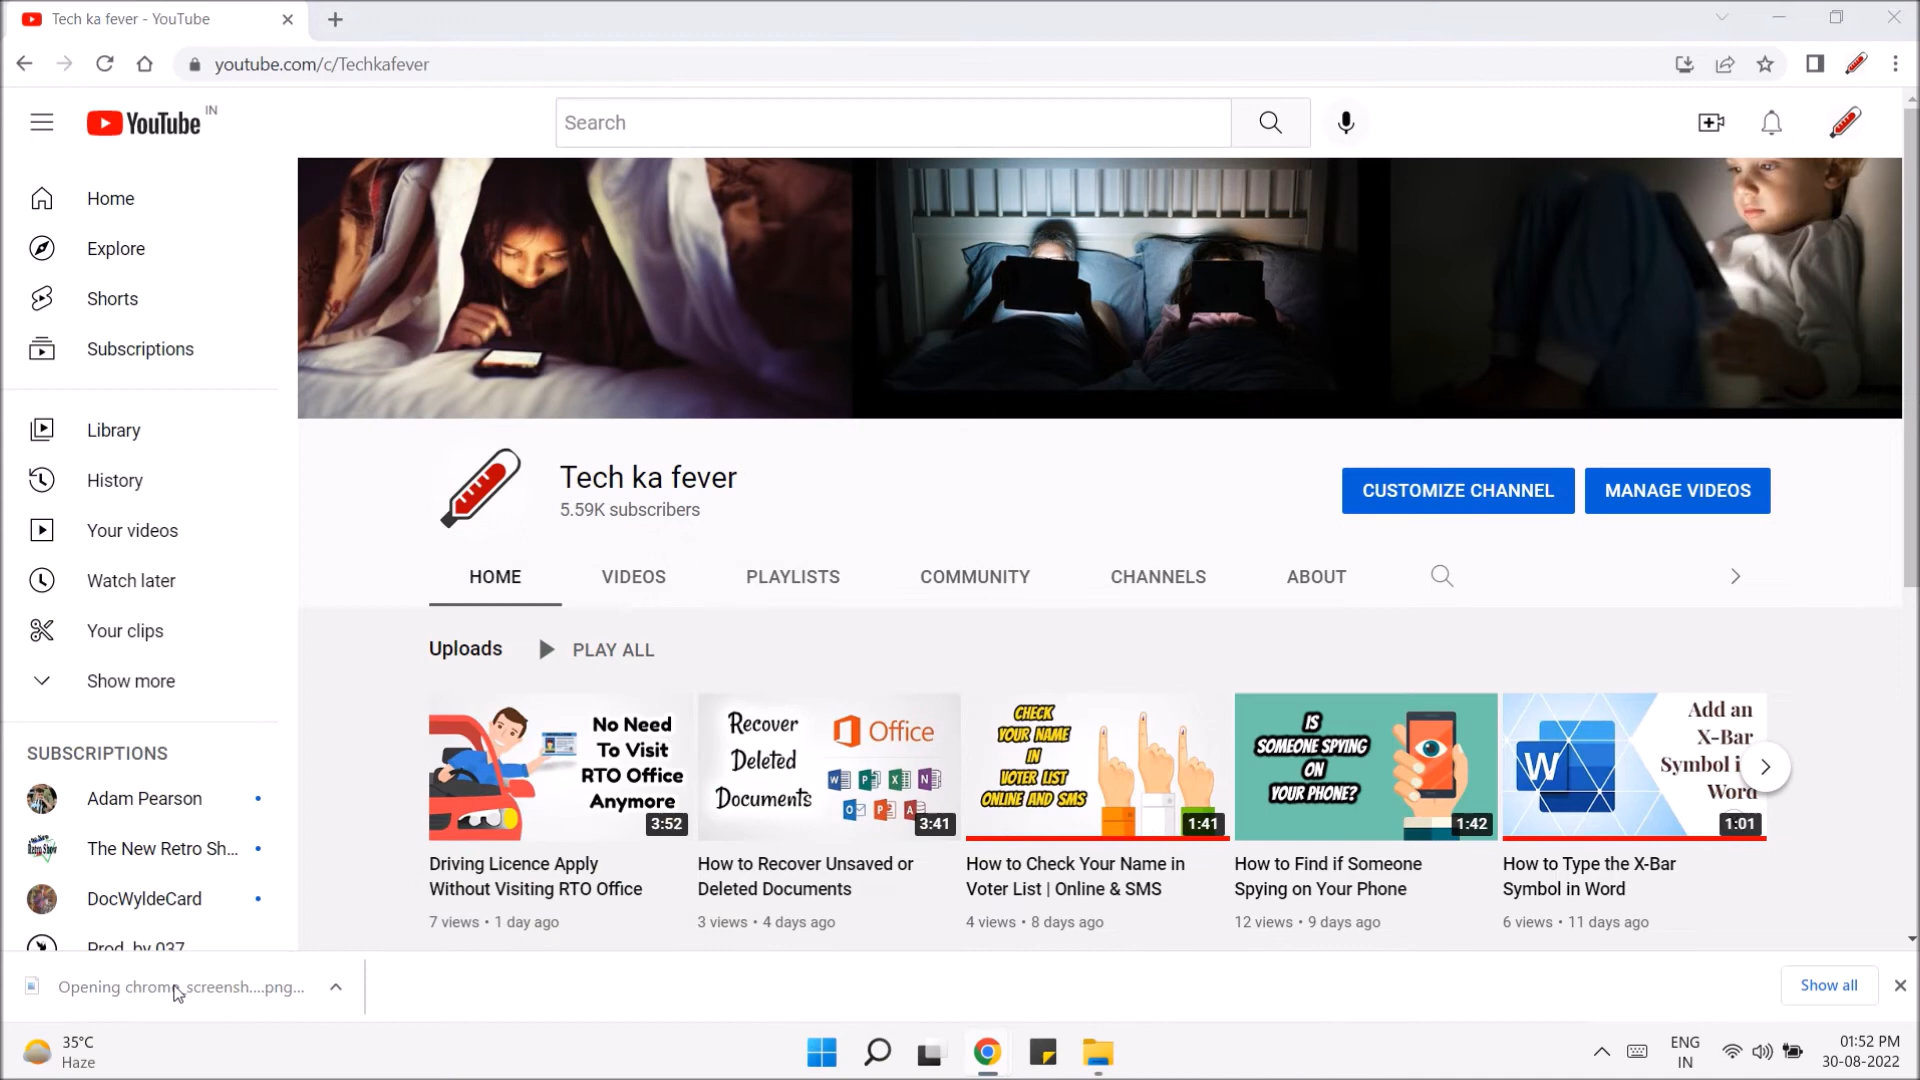 Tech ka fever - YouTube
youtube.com/c/Techkafever
YouTube IN
Search
Home
Explore
Shorts
Subscriptions
Library
History
Your videos
Watch later
Your clips
Show more
SUBSCRIPTIONS
Adam Pearson
The New Retro Sh...
DocWyldeCard
Prod. by 037
Tech ka fever
5.59K subscribers
CUSTOMIZE CHANNEL
MANAGE VIDEOS
HOME VIDEOS PLAYLISTS COMMUNITY CHANNELS ABOUT
Uploads PLAY ALL
No Need
To Visit
RTO Office
Anymore
3:52
Driving Licence Apply
Without Visiting RTO Office
7 views • 1 day ago
Recover
Deleted
Documents
Office
3:41
How to Recover Unsaved or
Deleted Documents
3 views • 4 days ago
CHECK
YOUR NAME
IN
VOTER LIST
ONLINE AND SMS
1:41
How to Check Your Name in
Voter List | Online & SMS
4 views • 8 days ago
IS
SOMEONE SPYING
ON
YOUR PHONE?
1:42
How to Find if Someone
Spying on Your Phone
12 views • 9 days ago
W
Add an
X-Bar
Symbol i
Word
1:01
How to Type the X-Bar
Symbol in Word
6 views • 11 days ago
Opening chrome_screensh....png...
Show all
35°C
Haze
ENG
IN
01:52 PM
30-08-2022